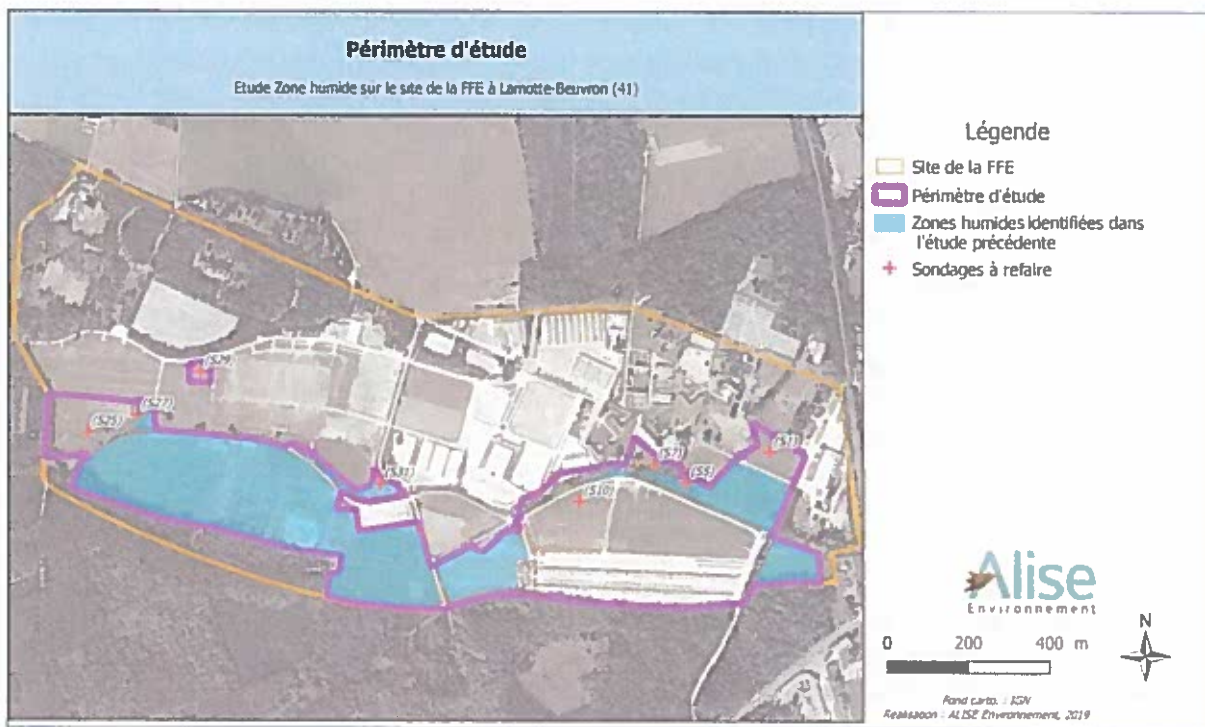 Périmètre d'étude
Etude Zone humide sur le site de la FFE à Lamotte-Beuvron (41)
Légende
Site de la FFE
Périmètre d'étude
Zones humides identifiées dans
l'étude précédente
Sondages à refaire
(S29)
(S27)
(S25)
(S31)
(S1)
(S7)
(S5)
(S10)
Alise
Environnement
N
0 200 400 m
Fond carto. : IGN
Réalisation : ALISE Environnement, 2019